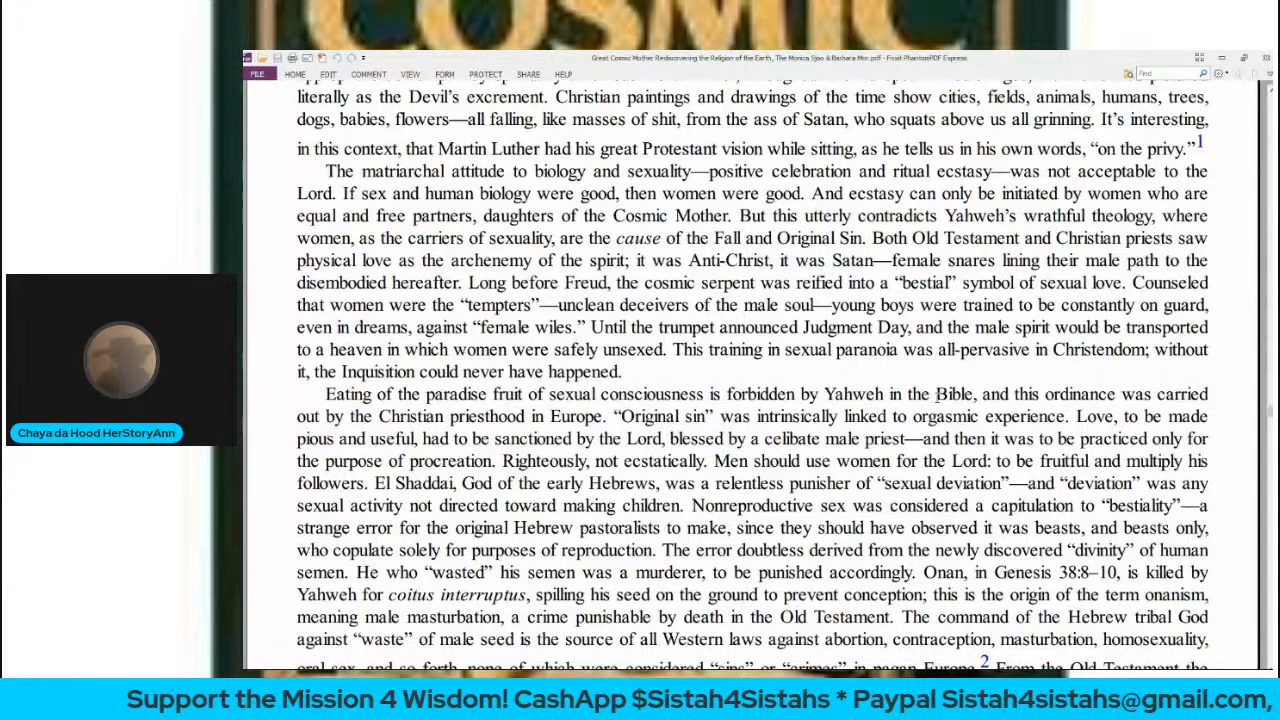 COSMIC
Great Cosmic Mother Rediscovering the Religion of the Earth, The Monica Sjoo & Barbara Mor.pdf - Foxit PhantomPDF Express
FILE HOME EDIT COMMENT VIEW FORM PROTECT SHARE HELP Find
literally as the Devil’s excrement. Christian paintings and drawings of the time show cities, fields, animals, humans, trees,
dogs, babies, flowers—all falling, like masses of shit, from the ass of Satan, who squats above us all grinning. It’s interesting,
in this context, that Martin Luther had his great Protestant vision while sitting, as he tells us in his own words, “on the privy.”1
The matriarchal attitude to biology and sexuality—positive celebration and ritual ecstasy—was not acceptable to the
Lord. If sex and human biology were good, then women were good. And ecstasy can only be initiated by women who are
equal and free partners, daughters of the Cosmic Mother. But this utterly contradicts Yahweh’s wrathful theology, where
women, as the carriers of sexuality, are the cause of the Fall and Original Sin. Both Old Testament and Christian priests saw
physical love as the archenemy of the spirit; it was Anti-Christ, it was Satan—female snares lining their male path to the
disembodied hereafter. Long before Freud, the cosmic serpent was reified into a “bestial” symbol of sexual love. Counseled
that women were the “tempters”—unclean deceivers of the male soul—young boys were trained to be constantly on guard,
even in dreams, against “female wiles.” Until the trumpet announced Judgment Day, and the male spirit would be transported
to a heaven in which women were safely unsexed. This training in sexual paranoia was all-pervasive in Christendom; without
it, the Inquisition could never have happened.
Eating of the paradise fruit of sexual consciousness is forbidden by Yahweh in the Bible, and this ordinance was carried
out by the Christian priesthood in Europe. “Original sin” was intrinsically linked to orgasmic experience. Love, to be made
pious and useful, had to be sanctioned by the Lord, blessed by a celibate male priest—and then it was to be practiced only for
the purpose of procreation. Righteously, not ecstatically. Men should use women for the Lord: to be fruitful and multiply his
followers. El Shaddai, God of the early Hebrews, was a relentless punisher of “sexual deviation”—and “deviation” was any
sexual activity not directed toward making children. Nonreproductive sex was considered a capitulation to “bestiality”—a
strange error for the original Hebrew pastoralists to make, since they should have observed it was beasts, and beasts only,
who copulate solely for purposes of reproduction. The error doubtless derived from the newly discovered “divinity” of human
semen. He who “wasted” his semen was a murderer, to be punished accordingly. Onan, in Genesis 38:8–10, is killed by
Yahweh for coitus interruptus, spilling his seed on the ground to prevent conception; this is the origin of the term onanism,
meaning male masturbation, a crime punishable by death in the Old Testament. The command of the Hebrew tribal God
against “waste” of male seed is the source of all Western laws against abortion, contraception, masturbation, homosexuality,
oral sex, and so forth, none of which were considered “sins” or “crimes” in pagan Europe.2 From the Old Testament the
Chaya da Hood HerStoryAnn
Support the Mission 4 Wisdom! CashApp $Sistah4Sistahs * Paypal Sistah4sistahs@gmail.com,